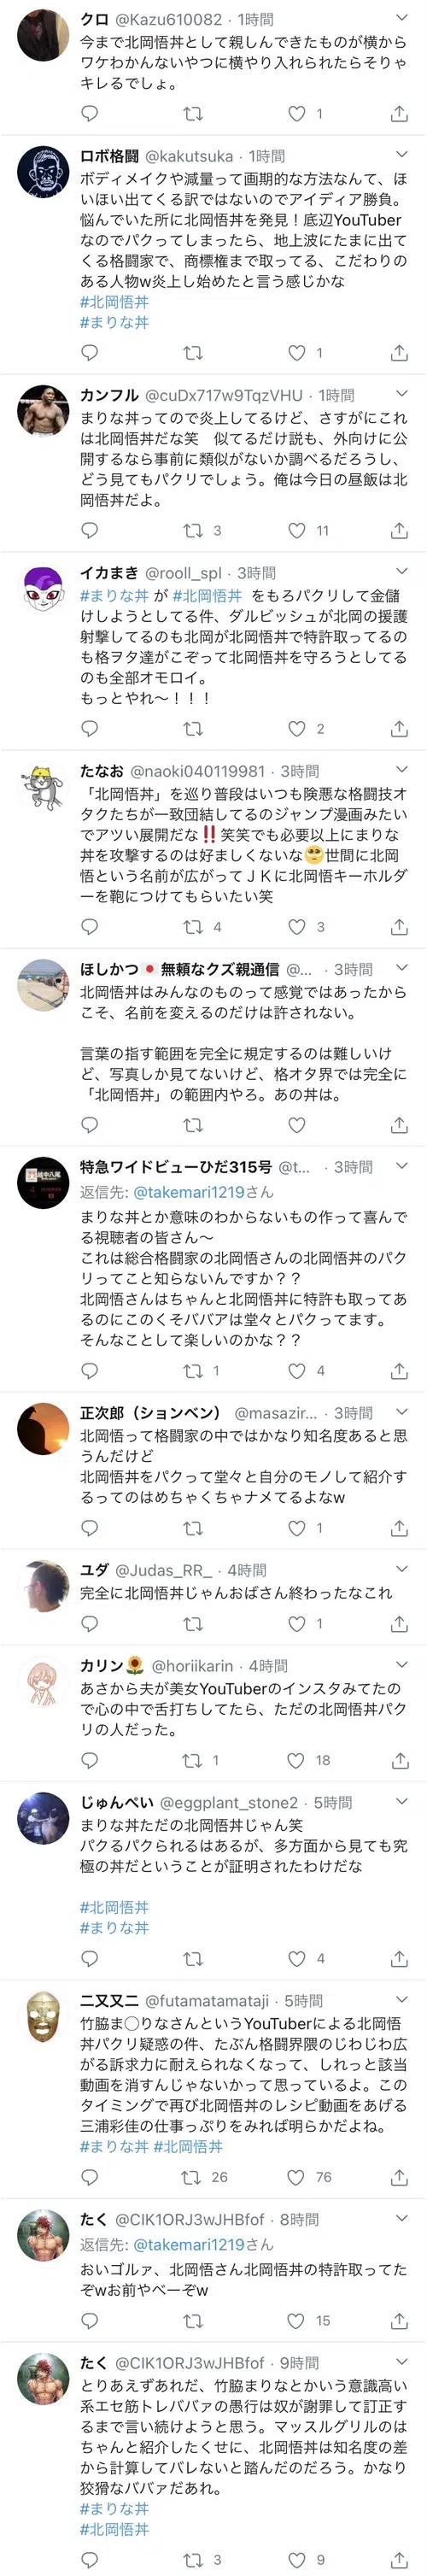 クロ @Kazu610082・1時間
今まで北岡悟丼として親しんできたものが横から
ワケわかんないやつに横やり入れられたらそりゃ
キレるでしょ。
1
ロボ格闘 @kakutsuka・1時間
ボディメイクや減量って画期的な方法なんて、ほ
いほい出てくる訳ではないのでアイディア勝負。
悩んでいた所に北岡悟丼を発見！底辺YouTuber
なのでパクってしまったら、地上波にたまに出て
くる格闘家で、商標権まで取ってる、こだわりの
ある人物w炎上し始めたと言う感じかな
#北岡悟丼
#まりな丼
1
カンフル @cuDx717w9TqzVHU・1時間
まりな丼ってので炎上してるけど、さすがにこれ
は北岡悟丼だな笑　似てるだけ説も、外向けに公
開するなら事前に類似がないか調べるだろうし、
どう見てもパクリでしょう。俺は今日の昼飯は北
岡悟丼だよ。
3 11
イカまき @rooll_spl・3時間
#まりな丼 が #北岡悟丼 をもろパクリして金儲
けしようとしてる件、ダルビッシュが北岡の援護
射撃してるのも北岡が北岡悟丼で特許取ってるの
も格ヲタ達がこぞって北岡悟丼を守ろうとしてる
のも全部オモロイ。
もっとやれ〜！！！
2
たなお @naoki040119981・3時間
「北岡悟丼」を巡り普段はいつも険悪な格闘技オ
タクたちが一致団結してるのジャンプ漫画みたい
でアツい展開だな‼️笑笑でも必要以上にまりな
丼を攻撃するのは好ましくないな🥺世間に北岡
悟という名前が広がってＪＫに北岡悟キーホルダ
ーを鞄につけてもらいたい笑
4 3
ほしかつ🇯🇵無頼なクズ親通信 @...・3時間
北岡悟丼はみんなのものって感覚ではあったから
こそ、名前を変えるのだけは許されない。
言葉の指す範囲を完全に規定するのは難しいけ
ど、写真しか見てないけど、格オタ界では完全に
「北岡悟丼」の範囲内やろ。あの丼は。
特急ワイドビューひだ315号 @t...・3時間
返信先: @takemari1219さん
まりな丼とか意味のわからないもの作って喜んで
る視聴者の皆さん〜
これは総合格闘家の北岡悟さんの北岡悟丼のパク
リってこと知らないんですか？？
北岡悟さんはちゃんと北岡悟丼に特許も取ってあ
るのにこのくそババアは堂々とパクってます。
そんなことして楽しいのかな？？
1 4
正次郎（ションベン） @masazir...・3時間
北岡悟って格闘家の中ではかなり知名度あると思
うんだけど
北岡悟丼をパクって堂々と自分のモノして紹介す
るってのはめちゃくちゃナメてるよなw
1
ユダ @Judas_RR_・4時間
完全に北岡悟丼じゃんおばさん終わったなこれ
1
カリン🌻 @horiikarin・4時間
あさから夫が美女YouTuberのインスタみてたの
で心の中で舌打ちしてたら、ただの北岡悟丼パク
リの人だった。
1 18
じゅんぺい @eggplant_stone2・5時間
まりな丼ただの北岡悟丼じゃん笑
パクるパクられるはあるが、多方面から見ても究
極の丼だということが証明されたわけだな
#北岡悟丼
#まりな丼
4
二又又二 @futamatamataji・5時間
竹脇ま◯りなさんというYouTuberによる北岡悟
丼パクリ疑惑の件、たぶん格闘界隈のじわじわ広
がる訴求力に耐えられなくなって、しれっと該当
動画を消すんじゃないかって思っているよ。この
タイミングで再び北岡悟丼のレシピ動画をあげる
三浦彩佳の仕事っぷりをみれば明らかだよね。
#まりな丼 #北岡悟丼
26 76
たく @CIK1ORJ3wJHBfof・8時間
返信先: @takemari1219さん
おいゴルァ、北岡悟さん北岡悟丼の特許取ってた
ぞwお前やべーぞw
15
たく @CIK1ORJ3wJHBfof・9時間
とりあえずあれだ、竹脇まりなとかいう意識高い
系エセ筋トレババァの愚行は奴が謝罪して訂正す
るまで言い続けようと思う。マッスルグリルのは
ちゃんと紹介したくせに、北岡悟丼は知名度の差
から計算してバレないと踏んだのだろう。かなり
狡猾なババァだあれ。
#まりな丼
#北岡悟丼
3 9